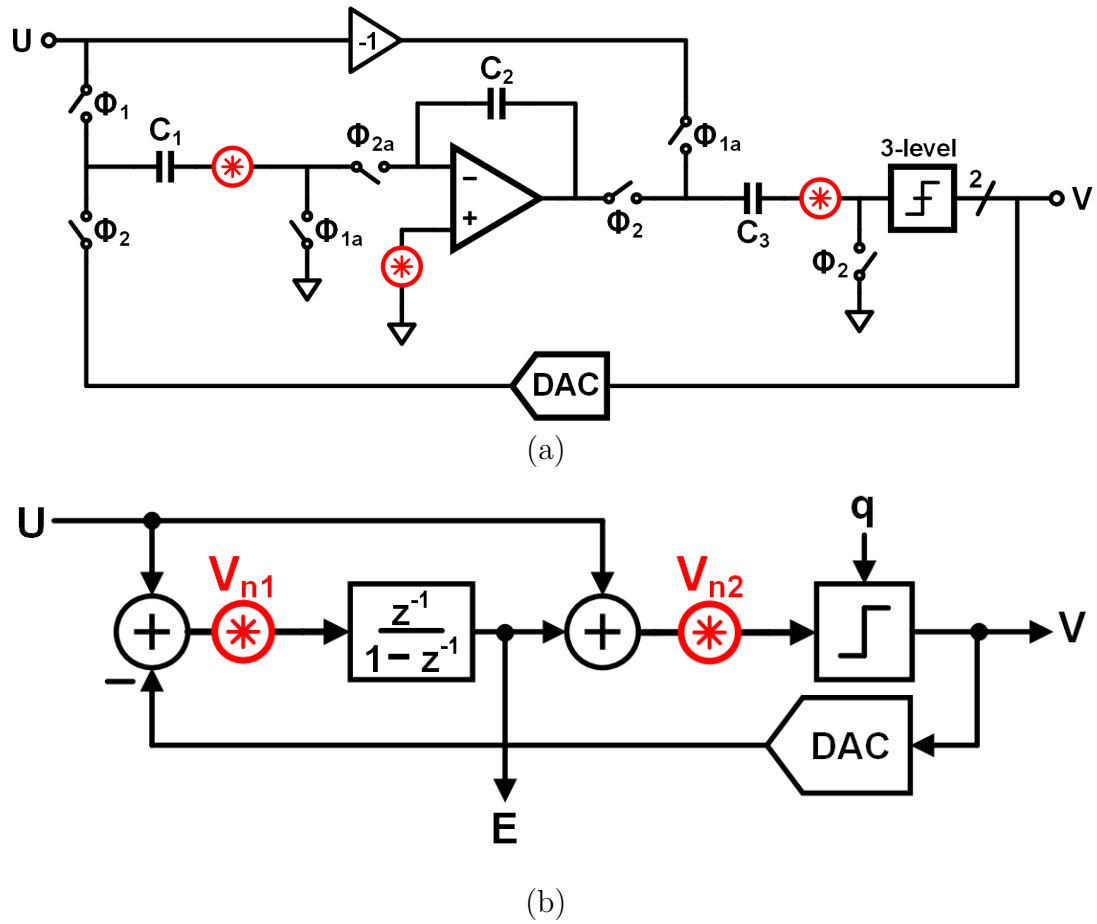 U
-1
C₂
Φ₁
C₁
Φ₂ₐ
Φ₁ₐ
3-level
−
+
2
V
Φ₂
Φ₁ₐ
Φ₂
C₃
Φ₂
DAC
(a)
U
q
Vₙ₁
Vₙ₂
+
z⁻¹
1 − z⁻¹
+
V
−
DAC
E
(b)